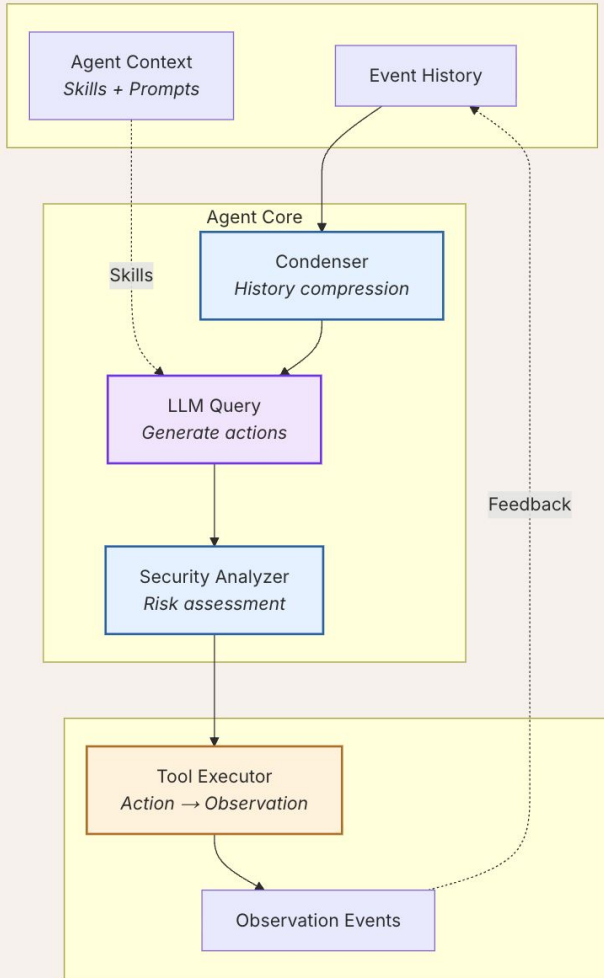 Agent Context
Skills + Prompts
Event History
Agent Core
Condenser
History compression
Skills
LLM Query
Generate actions
Feedback
Security Analyzer
Risk assessment
Tool Executor
Action → Observation
Observation Events